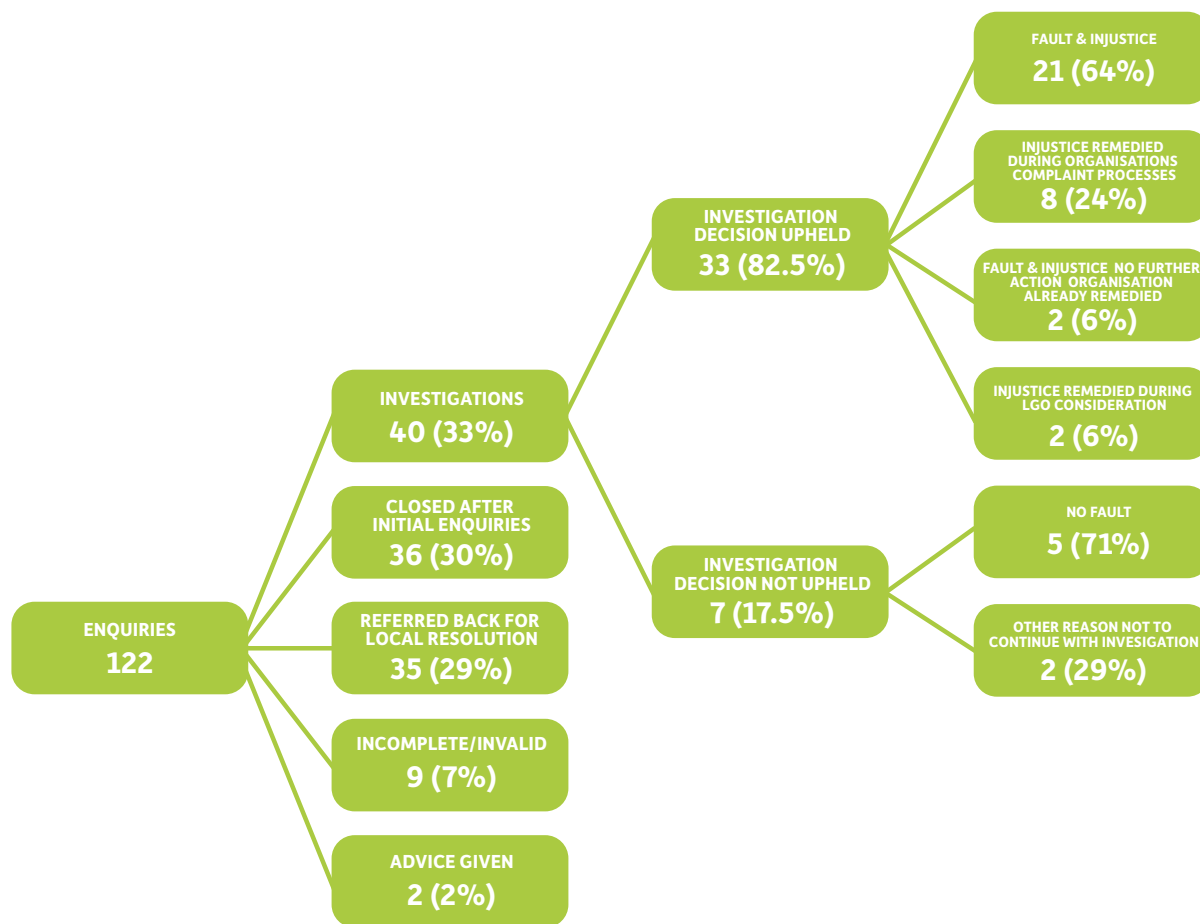 ENQUIRIES
122
INVESTIGATIONS
40 (33%)
CLOSED AFTER
INITIAL ENQUIRIES
36 (30%)
REFERRED BACK FOR
LOCAL RESOLUTION
35 (29%)
INCOMPLETE/INVALID
9 (7%)
ADVICE GIVEN
2 (2%)
INVESTIGATION
DECISION UPHELD
33 (82.5%)
INVESTIGATION
DECISION NOT UPHELD
7 (17.5%)
FAULT & INJUSTICE
21 (64%)
INJUSTICE REMEDIED
DURING ORGANISATIONS
COMPLAINT PROCESSES
8 (24%)
FAULT & INJUSTICE NO FURTHER
ACTION ORGANISATION
ALREADY REMEDIED
2 (6%)
INJUSTICE REMEDIED DURING
LGO CONSIDERATION
2 (6%)
NO FAULT
5 (71%)
OTHER REASON NOT TO
CONTINUE WITH INVESIGATION
2 (29%)